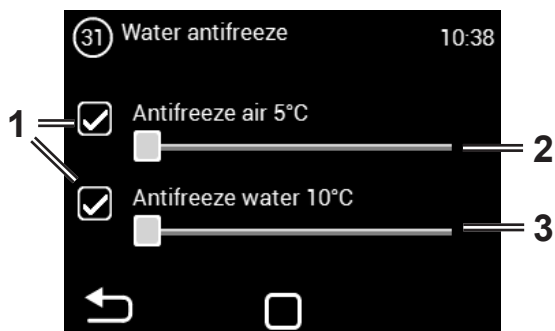 31 Water antifreeze 10:38
1 Antifreeze air 5°C
2
Antifreeze water 10°C
3